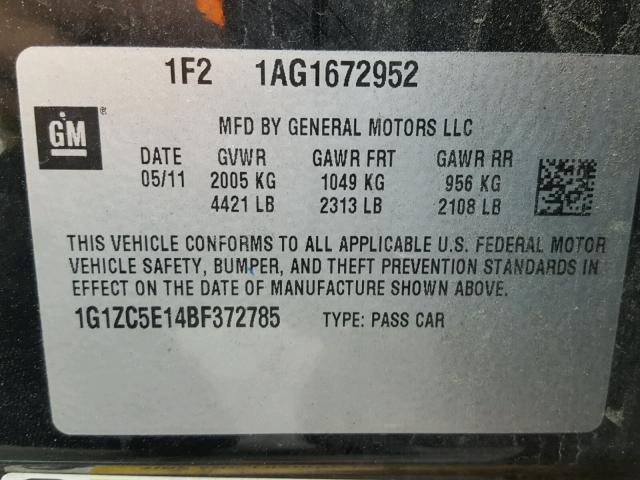 1F2 1AG1672952
GM
MFD BY GENERAL MOTORS LLC
DATE GVWR GAWR FRT GAWR RR
05/11 2005 KG 1049 KG 956 KG
4421 LB 2313 LB 2108 LB
THIS VEHICLE CONFORMS TO ALL APPLICABLE U.S. FEDERAL MOTOR
VEHICLE SAFETY, BUMPER, AND THEFT PREVENTION STANDARDS IN
EFFECT ON THE DATE OF MANUFACTURE SHOWN ABOVE.
1G1ZC5E14BF372785 TYPE: PASS CAR